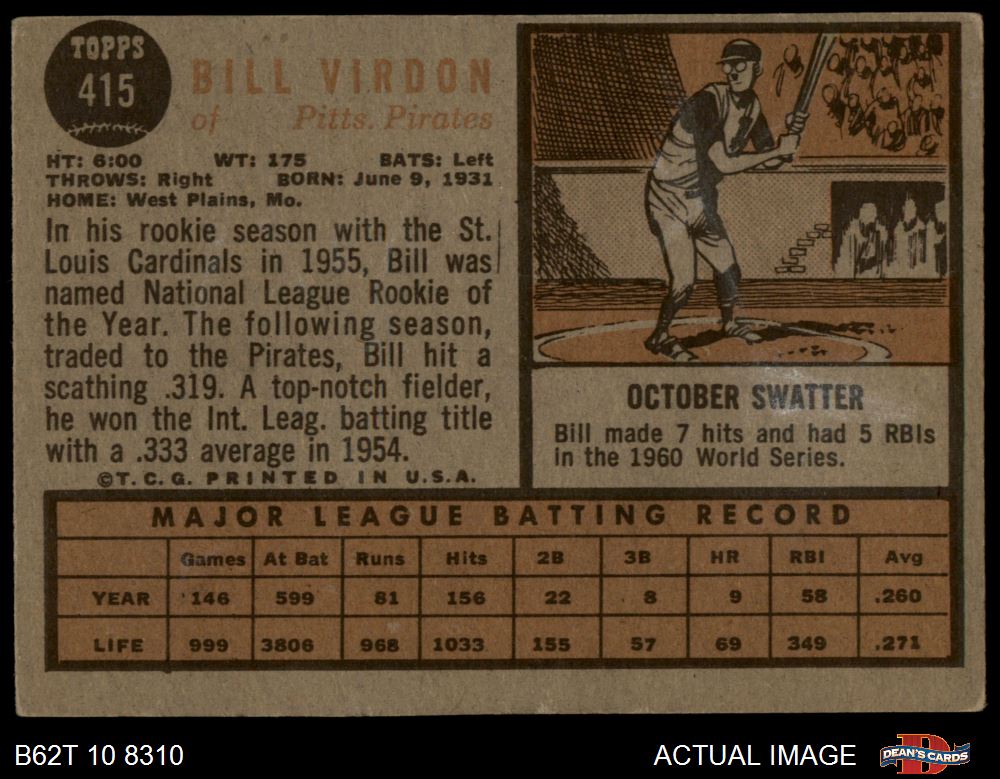 TOPPS
415
BILL VIRDON
of Pitts. Pirates
HT: 6:00 WT: 175 BATS: Left
THROWS: Right BORN: June 9, 1931
HOME: West Plains, Mo.
In his rookie season with the St.
Louis Cardinals in 1955, Bill was
named National League Rookie of
the Year. The following season,
traded to the Pirates, Bill hit a
scathing .319. A top-notch fielder,
he won the Int. Leag. batting title
with a .333 average in 1954.
©T.C.G. PRINTED IN U.S.A.
OCTOBER SWATTER
Bill made 7 hits and had 5 RBIs
in the 1960 World Series.
MAJOR LEAGUE BATTING RECORD
Games At Bat Runs Hits 2B 3B HR RBI Avg
YEAR 146 599 81 156 22 8 9 58 .260
LIFE 999 3806 968 1033 155 57 69 349 .271
B62T 10 8310 ACTUAL IMAGE DEAN'S CARDS